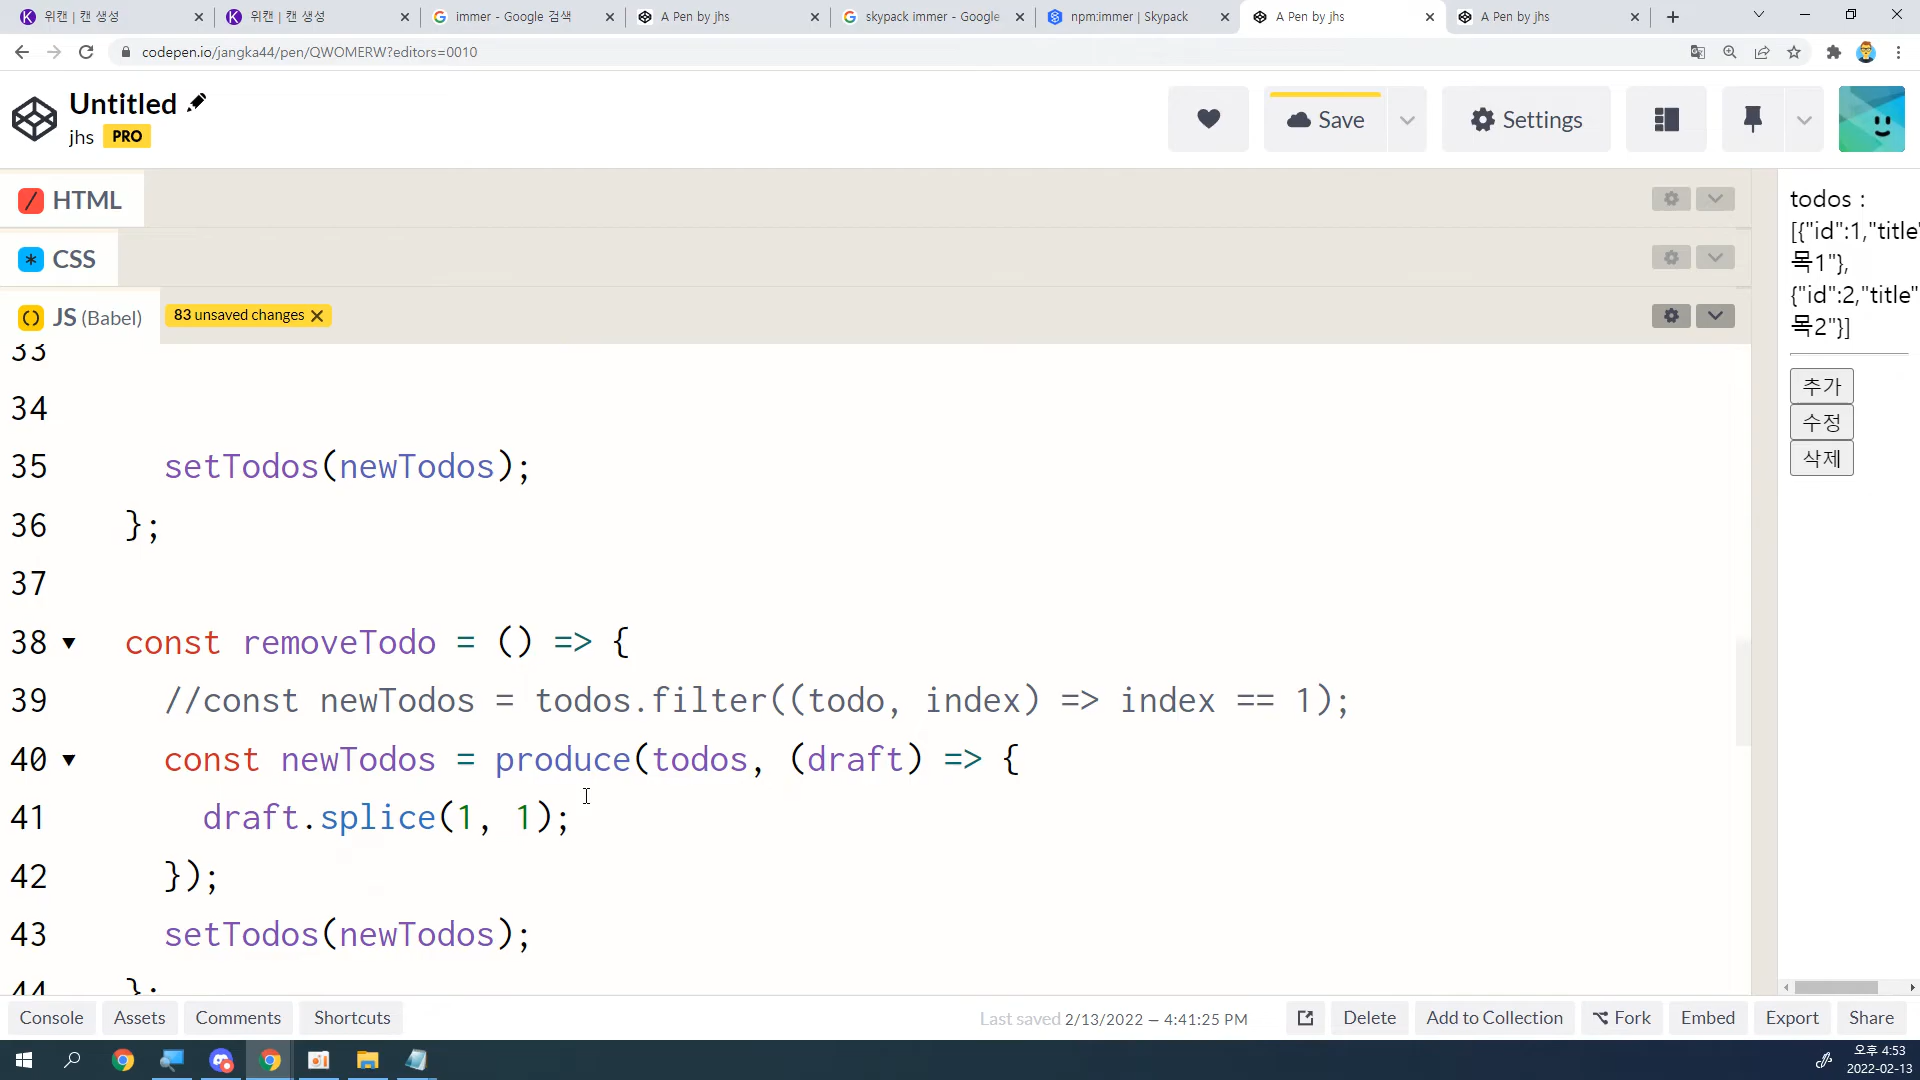 위캔 | 캔 생성
위캔 | 캔 생성
immer - Google 검색
A Pen by jhs
skypack immer - Google
npm:immer | Skypack
A Pen by jhs
A Pen by jhs
codepen.io/jangka44/pen/QWOMERW?editors=0010
Untitled
jhs PRO
Save
Settings
HTML
CSS
JS (Babel)
83 unsaved changes
33
34
35 setTodos(newTodos);
36 };
37
38 const removeTodo = () => {
39 //const newTodos = todos.filter((todo, index) => index == 1);
40 const newTodos = produce(todos, (draft) => {
41 draft.splice(1, 1);
42 });
43 setTodos(newTodos);
44 };
todos :
[{"id":1,"title"
목1"},
{"id":2,"title"
목2"}]
추가
수정
삭제
Console
Assets
Comments
Shortcuts
Last saved 2/13/2022 — 4:41:25 PM
Delete
Add to Collection
Fork
Embed
Export
Share
오후 4:53
2022-02-13